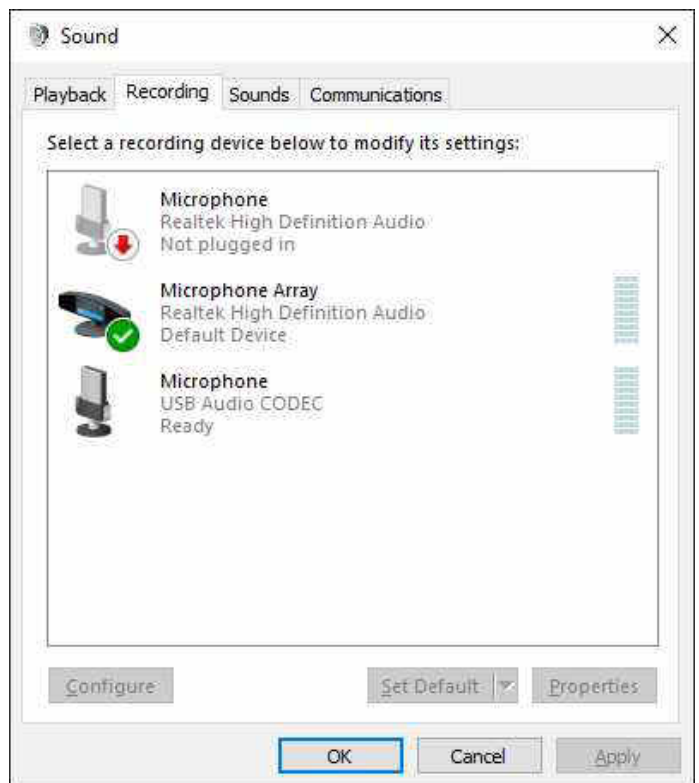 Sound
Playback Recording Sounds Communications
Select a recording device below to modify its settings:
Microphone
Realtek High Definition Audio
Not plugged in
Microphone Array
Realtek High Definition Audio
Default Device
Microphone
USB Audio CODEC
Ready
Configure Set Default Properties
OK Cancel Apply